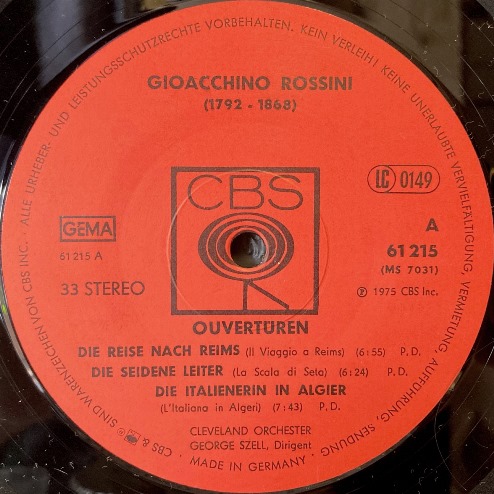 GIOACCHINO ROSSINI
(1792 - 1868)
CBS
LC 0149
GEMA
61 215 A
A
61 215
(MS 7031)
33 STEREO
Ⓟ 1975 CBS Inc.
OUVERTÜREN
DIE REISE NACH REIMS (Il Viaggio a Reims) (6:55) P.D.
DIE SEIDENE LEITER (La Scala di Seta) (6:24) P.D.
DIE ITALIENERIN IN ALGIER
(L'Italiana in Algeri) (7:43) P.D.
CLEVELAND ORCHESTER
GEORGE SZELL, Dirigent
CBS & SIND WARENZEICHEN VON CBS INC. · ALLE URHEBER- UND LEISTUNGSSCHUTZRECHTE VORBEHALTEN. KEIN VERLEIH! KEINE UNERLAUBTE VERVIELFÄLTIGUNG, VERMIETUNG, AUFFÜHRUNG, SENDUNG
· MADE IN GERMANY ·